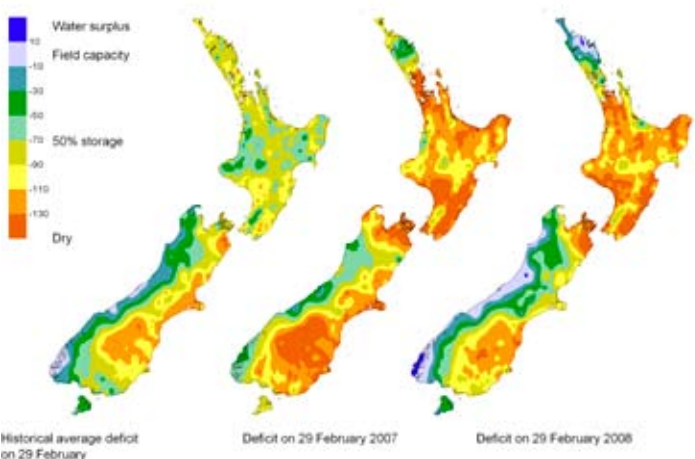 Water surplus
10
Field capacity
-10
-30
-50
-70
50% storage
-90
-110
-130
Dry
Historical average deficit
on 29 February
Deficit on 29 February 2007
Deficit on 29 February 2008